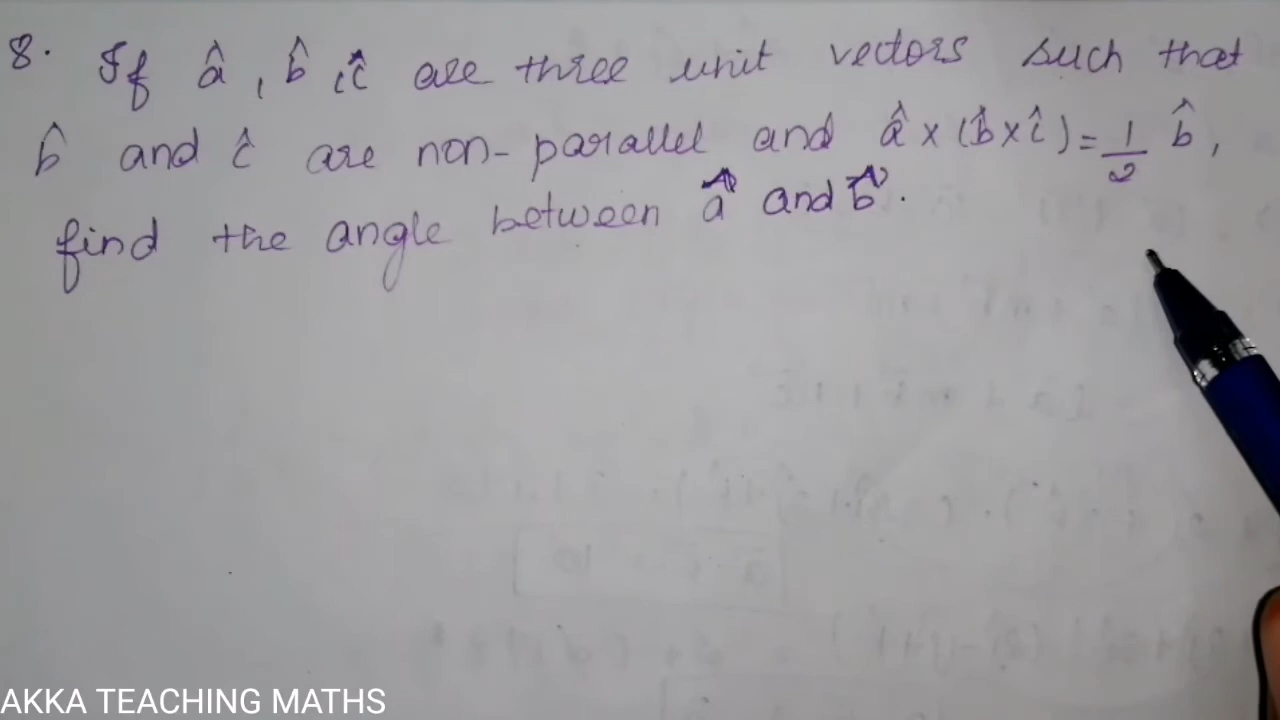 8. If â, b̂, ĉ are three unit vectors such that
b̂ and ĉ are non-parallel and â × (b̂ × ĉ) = 1/2 b̂,
find the angle between a⃗ and b⃗.
AKKA TEACHING MATHS